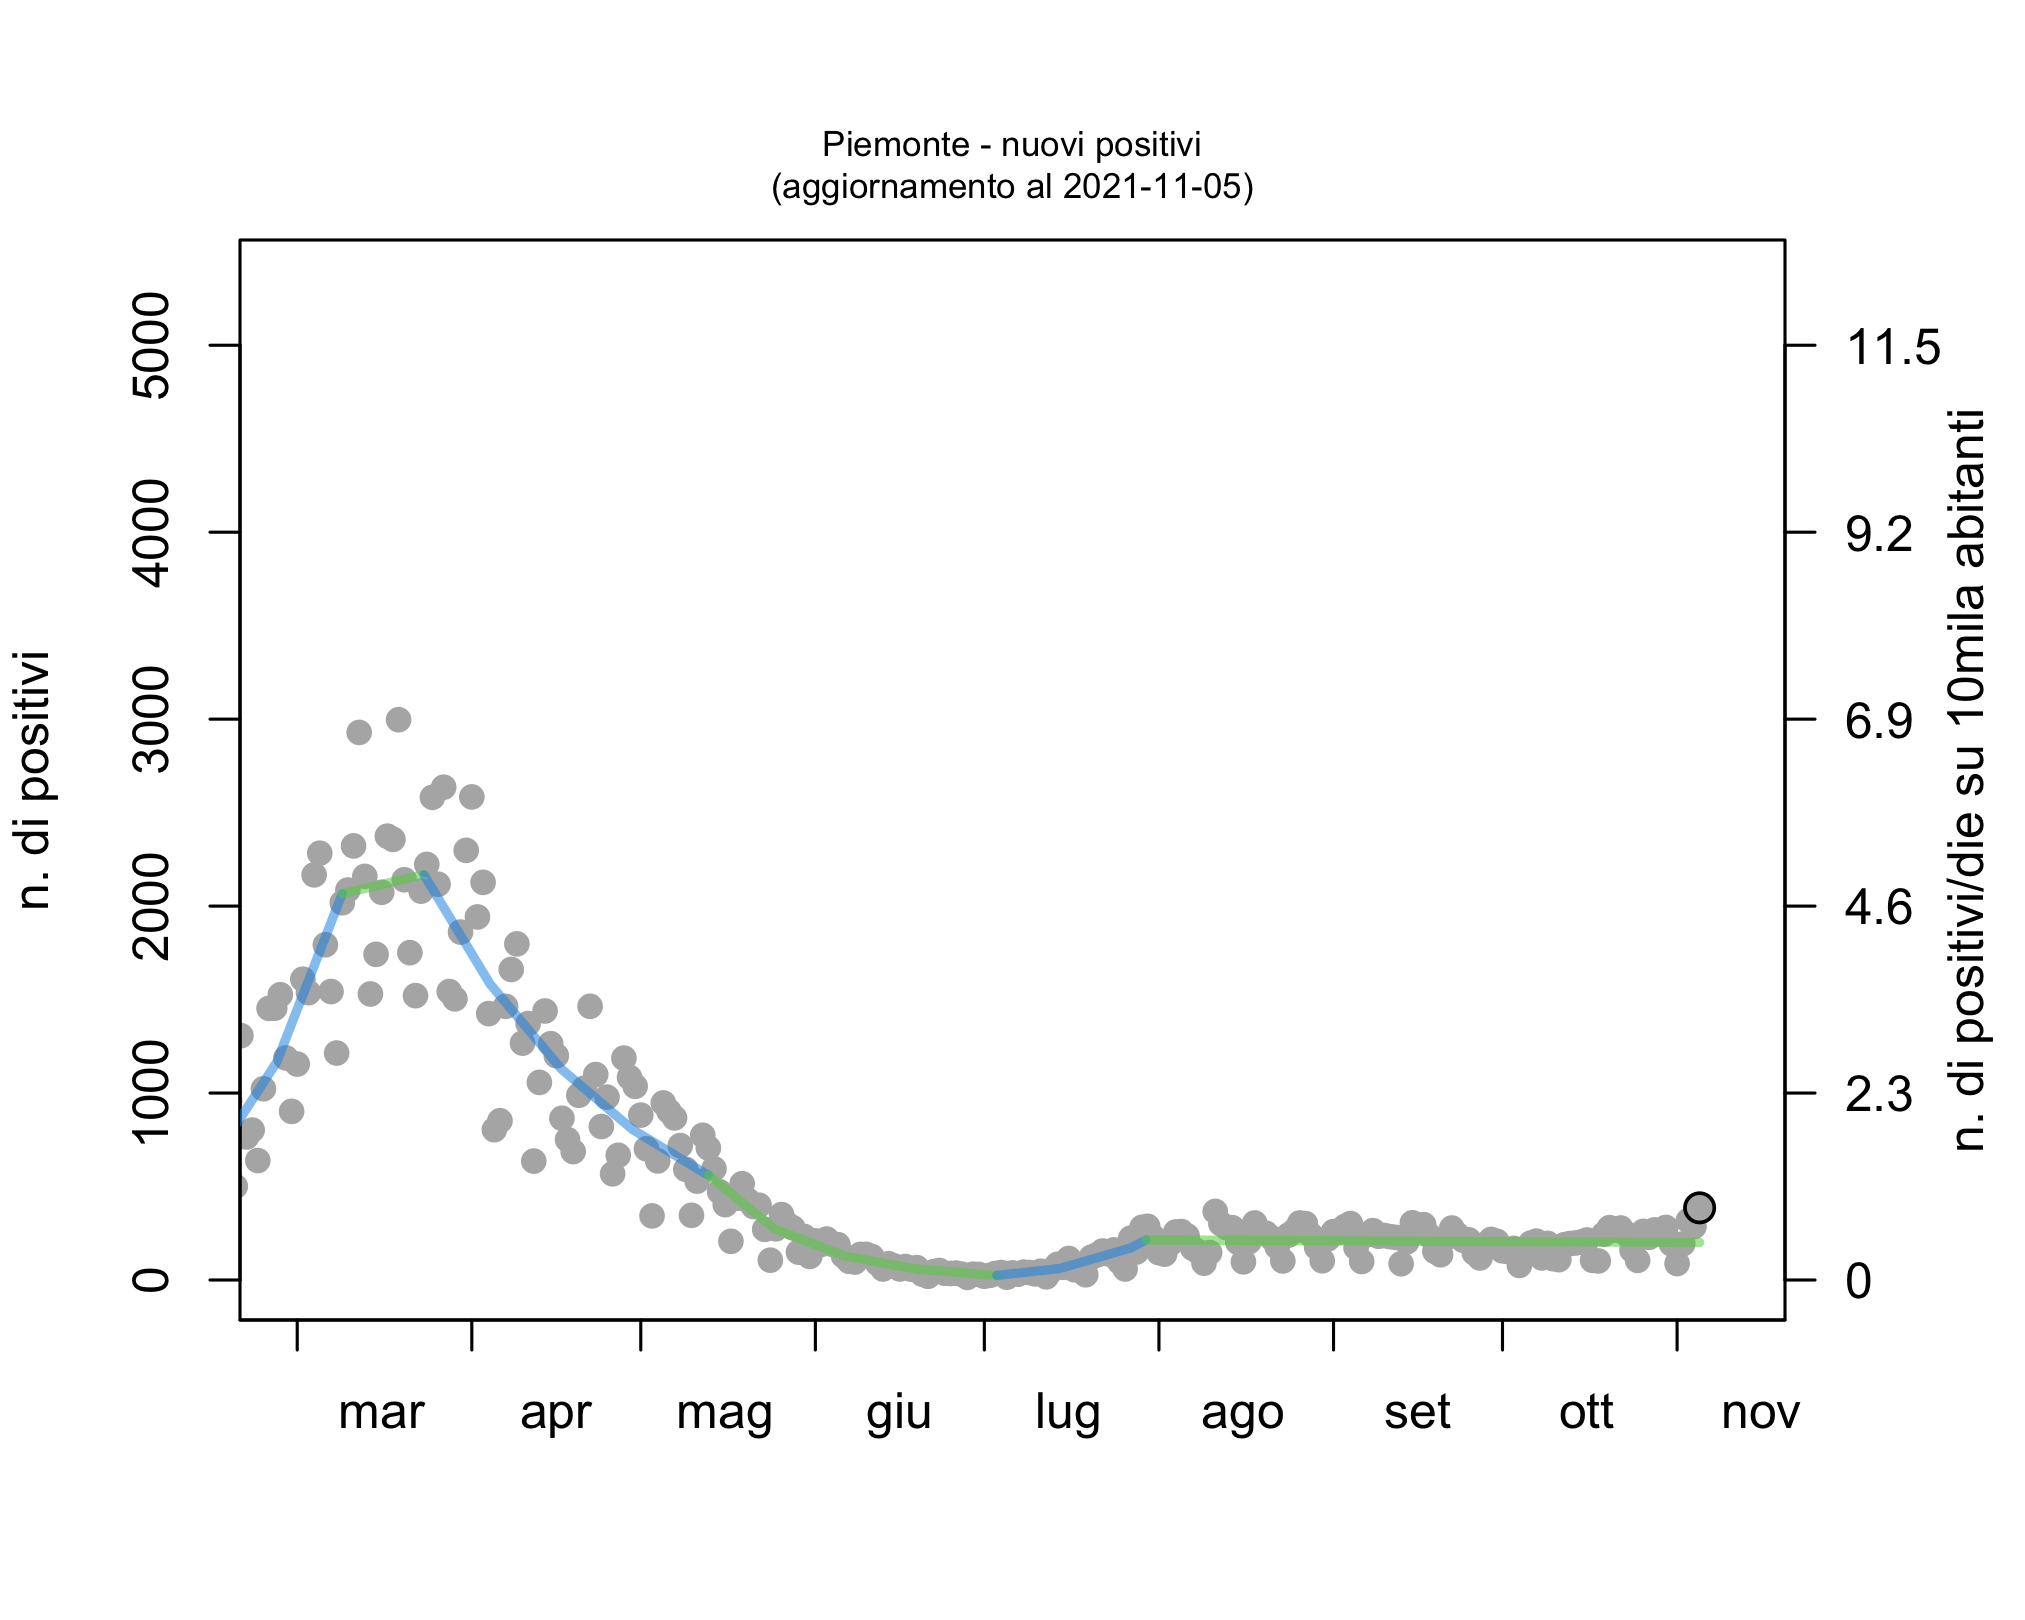 Piemonte - nuovi positivi
(aggiornamento al 2021-11-05)
n. di positivi
5000
4000
3000
2000
1000
0
11.5
9.2
6.9
4.6
2.3
0
n. di positivi/die su 10mila abitanti
mar apr mag giu lug ago set ott nov